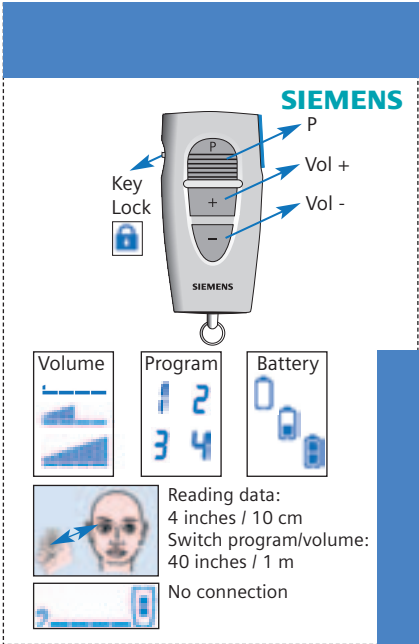 SIEMENS
P
P
Vol +
Key
Lock
+
Vol -
–
SIEMENS
Volume
Program
Battery
1 2
3 4
Reading data:
4 inches / 10 cm
Switch program/volume:
40 inches / 1 m
No connection
?